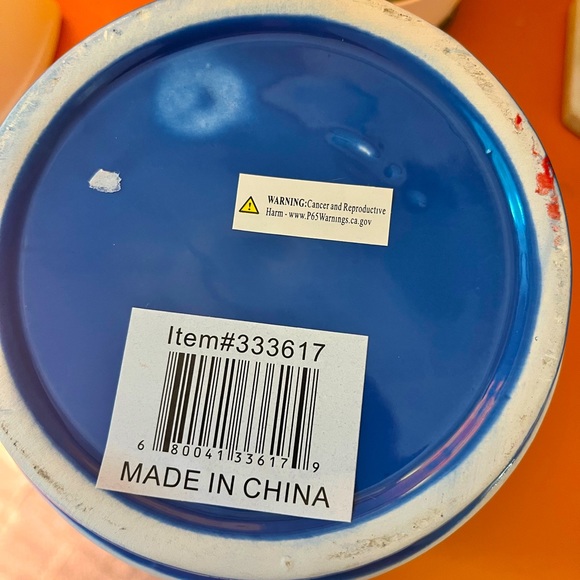 WARNING:Cancer and Reproductive
Harm - www.P65Warnings.ca.gov
Item#333617
6 80041 33617 9
MADE IN CHINA